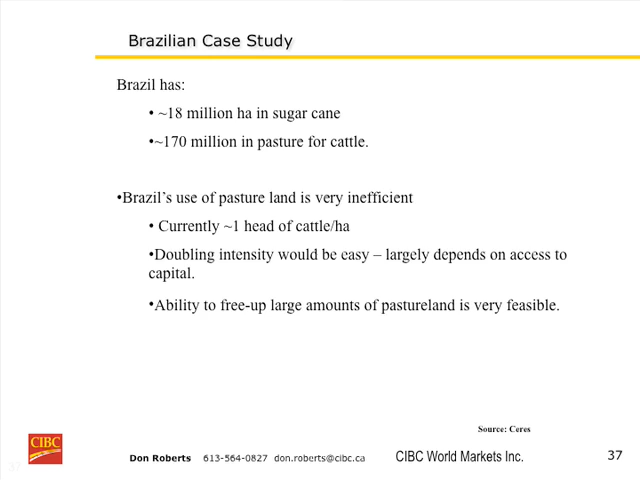 Brazilian Case Study
Brazil has:
• ~18 million ha in sugar cane
•~170 million in pasture for cattle.
•Brazil’s use of pasture land is very inefficient
• Currently ~1 head of cattle/ha
•Doubling intensity would be easy – largely depends on access to
capital.
•Ability to free-up large amounts of pastureland is very feasible.
Source: Ceres
CIBC
Don Roberts 613-564-0827 don.roberts@cibc.ca
CIBC World Markets Inc.
37
37